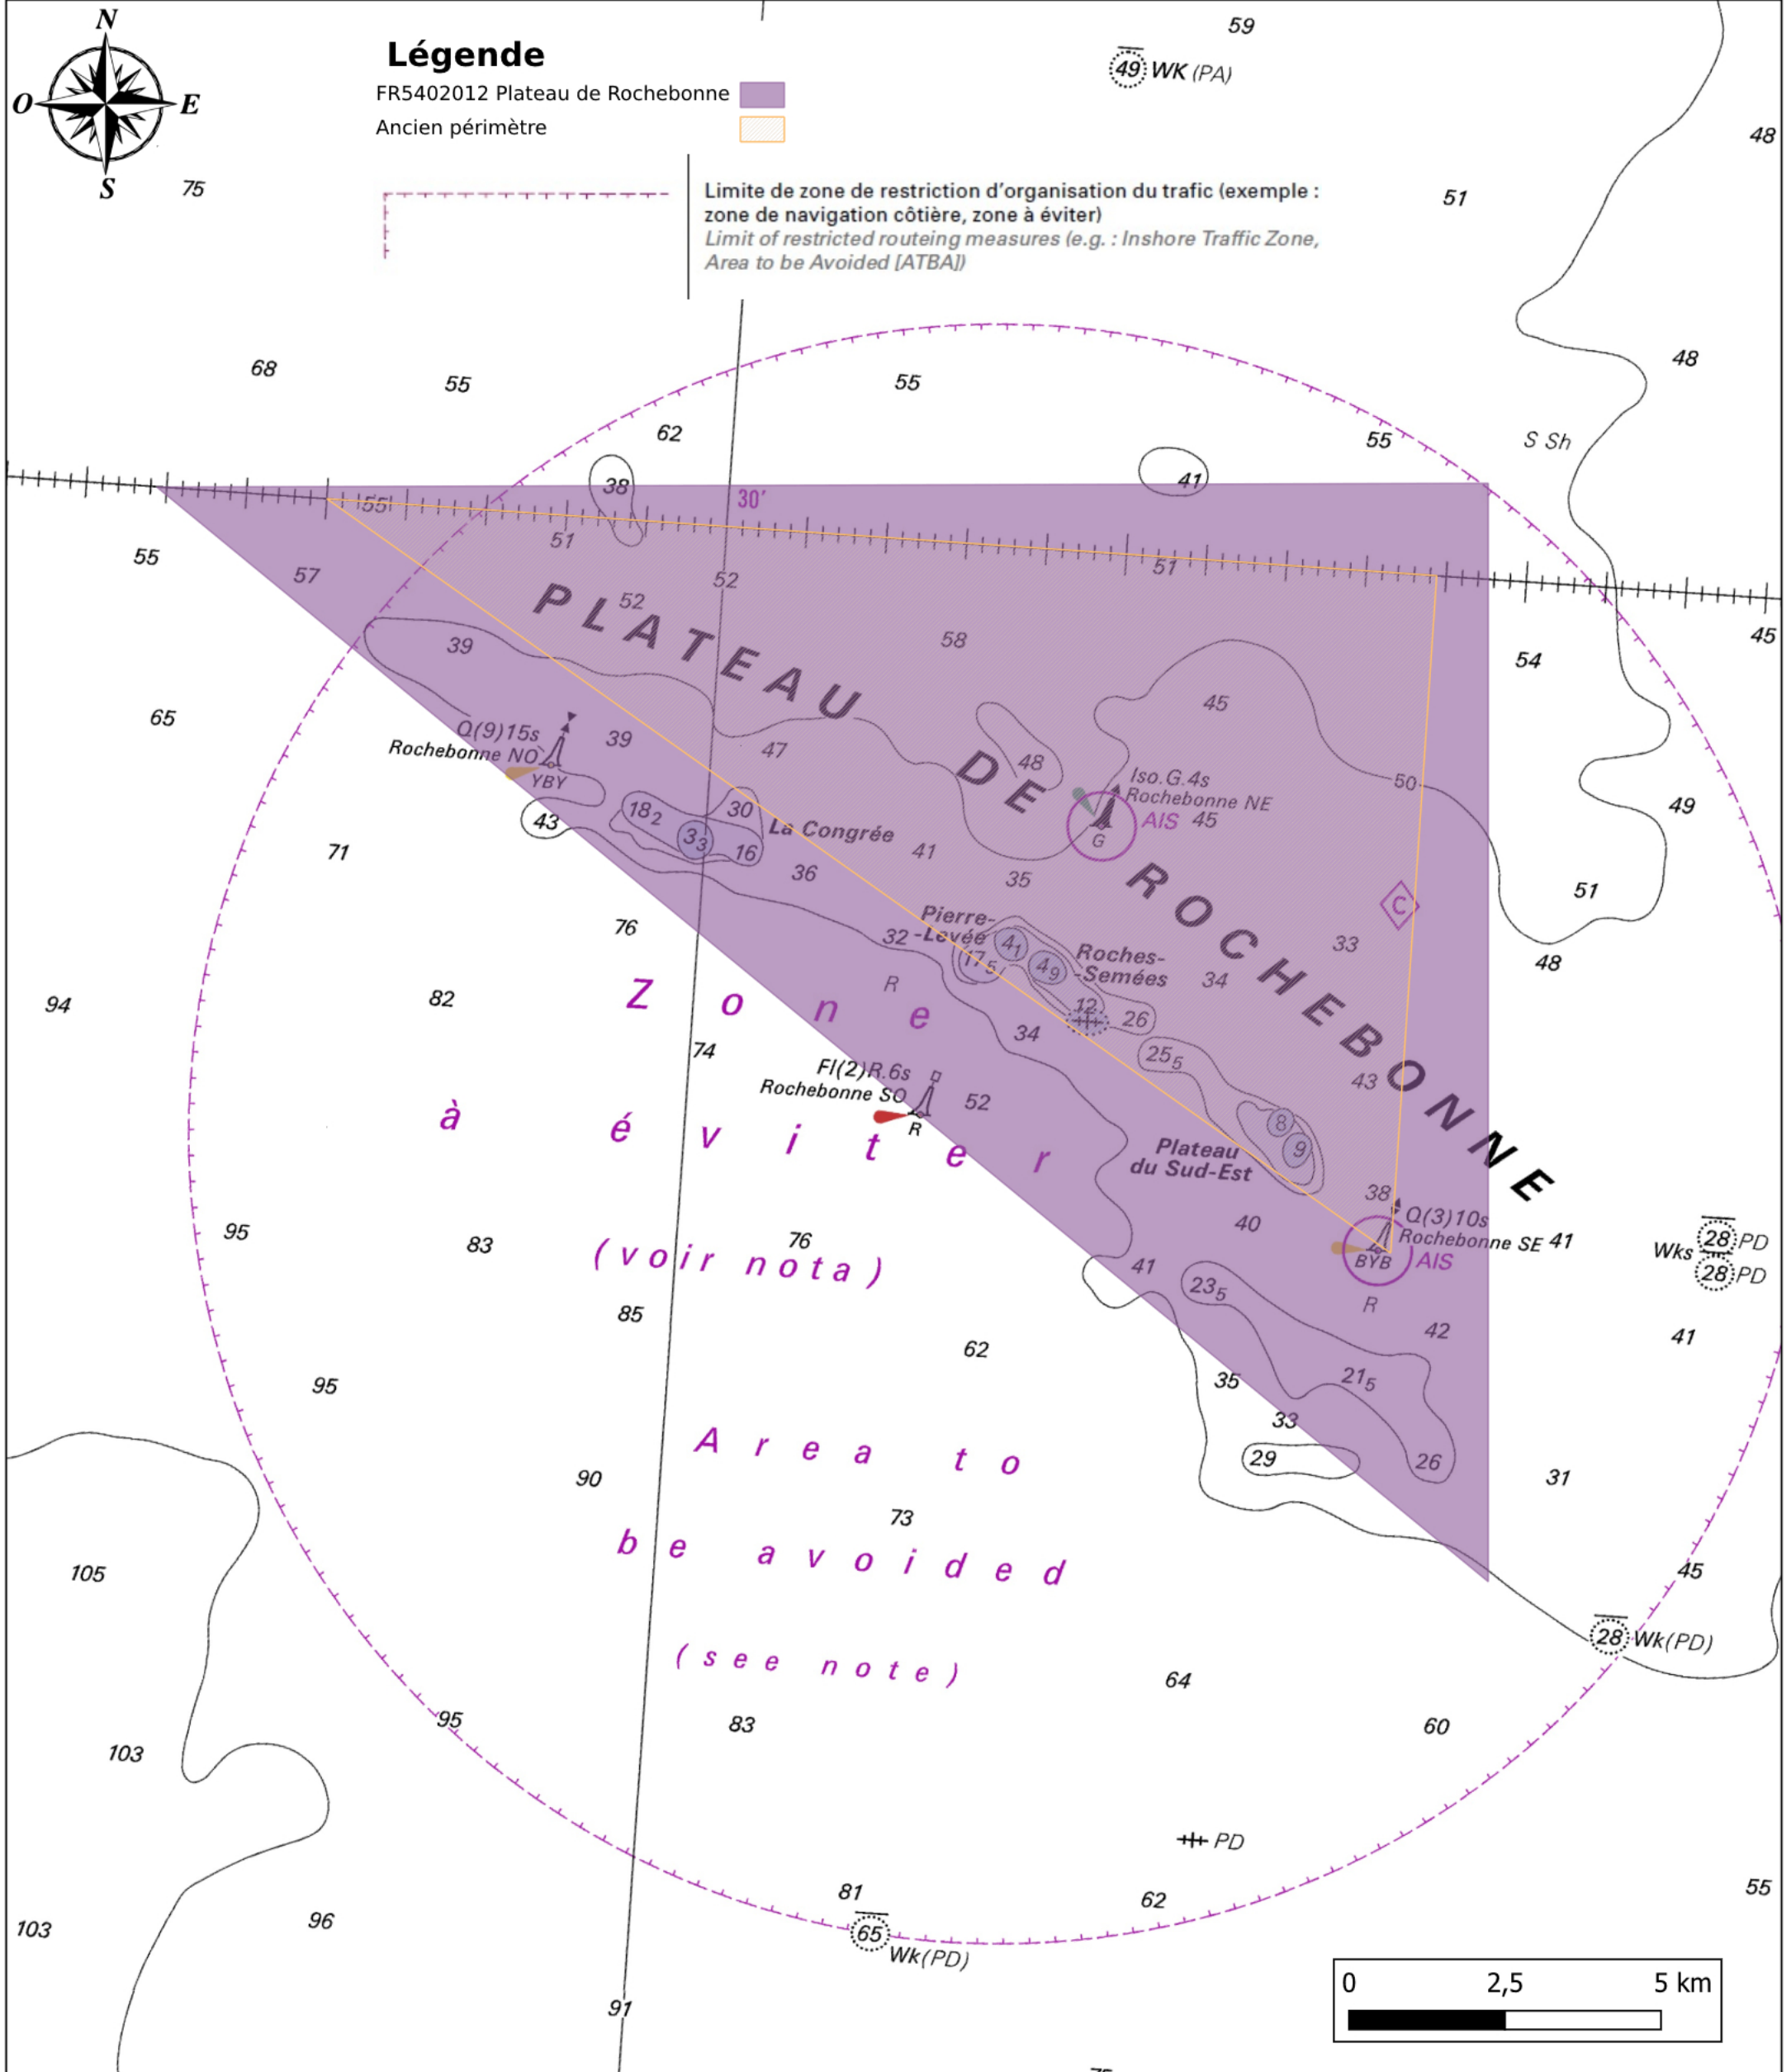 N
O
E
S
Légende
FR5402012 Plateau de Rochebonne
Ancien périmètre
Limite de zone de restriction d'organisation du trafic (exemple :
zone de navigation côtière, zone à éviter)
Limit of restricted routeing measures (e.g. : Inshore Traffic Zone,
Area to be Avoided [ATBA])
59
49 WK (PA)
48
75
51
48
68
55
55
62
55
S Sh
38
41
30'
55
51
51
55
57
52
52
45
PLATEAU
58
54
39
65
45
Q(9)15s
Rochebonne NO
YBY
39
47
48
DE
50
Iso.G.4s
Rochebonne NE
AIS 45
G
49
43
18₂
30
3₃
16
La Congrée
71
41
36
35
ROCHEBONNE
C
51
76
Pierre-
-Levée
32
4₁
17₅
4₉
Roches-
-Semées
33
48
34
94
82
R
Zone
12
26
74
34
25₅
Fl(2)R.6s
Rochebonne SO
R
52
43
à éviter
8
9
Plateau
du Sud-Est
38
95
83
76
40
Q(3)10s
Rochebonne SE 41
BYB
AIS
Wks 28 PD
28 PD
(voir nota)
41
23₅
R
85
42
41
62
95
35
21₅
33
Area to
29
26
90
31
73
be avoided
105
45
28 Wk(PD)
(see note)
64
95
83
60
103
PD
81
62
55
96
103
65
Wk(PD)
0 2,5 5 km
91